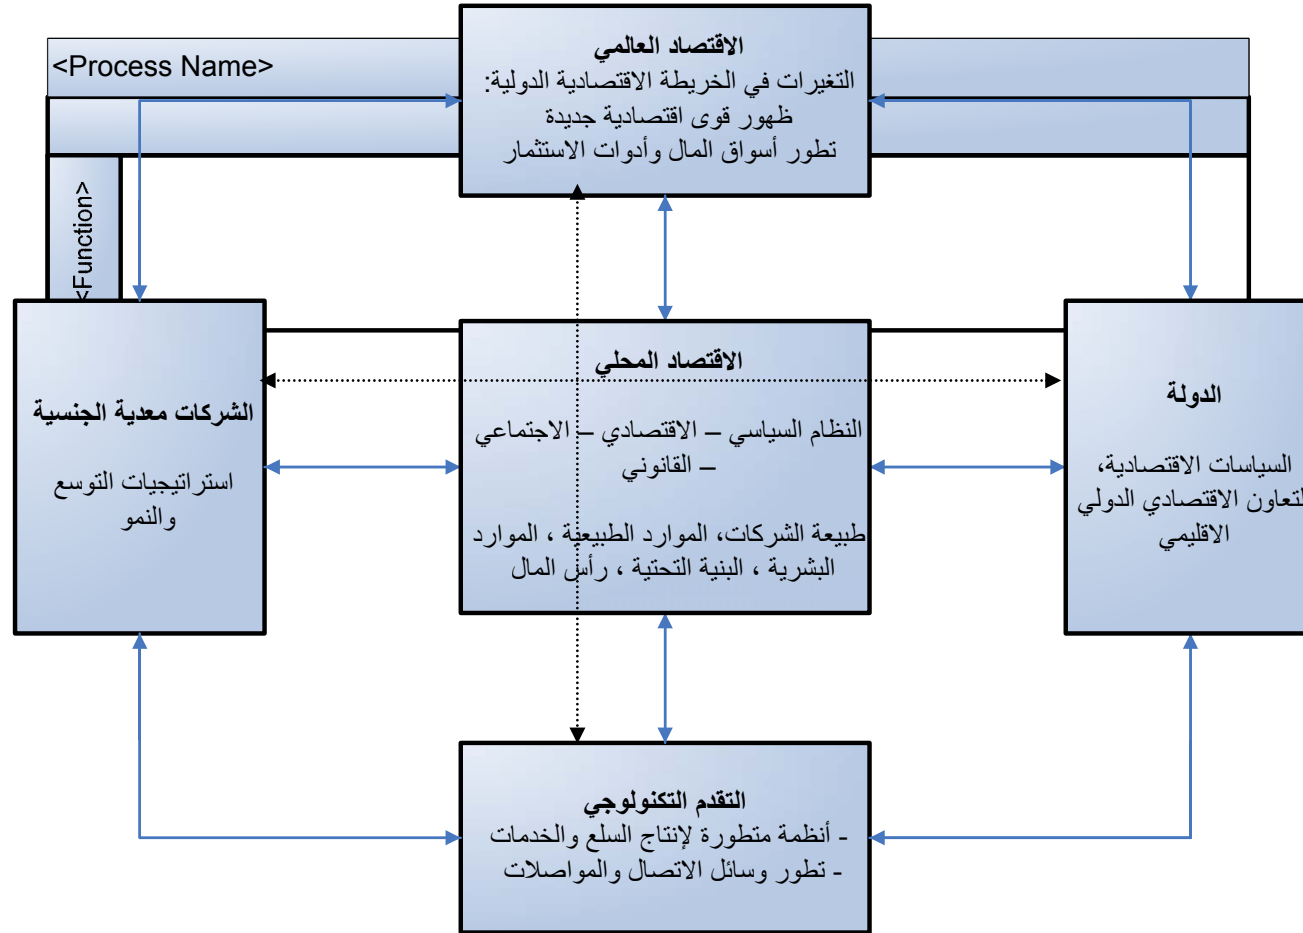 <Process Name>
<Function>
الاقتصاد العالمي
التغيرات في الخريطة الاقتصادية الدولية:
ظهور قوى اقتصادية جديدة
تطور أسواق المال وأدوات الاستثمار
الاقتصاد المحلي
النظام السياسي – الاقتصادي – الاجتماعي
– القانوني
طبيعة الشركات، الموارد الطبيعية ، الموارد
البشرية ، البنية التحتية ، رأس المال
الدولة
السياسات الاقتصادية،
لتعاون الاقتصادي الدولي
الاقليمي
الشركات معدية الجنسية
استراتيجيات التوسع
والنمو
التقدم التكنولوجي
- أنظمة متطورة لإنتاج السلع والخدمات
- تطور وسائل الاتصال والمواصلات